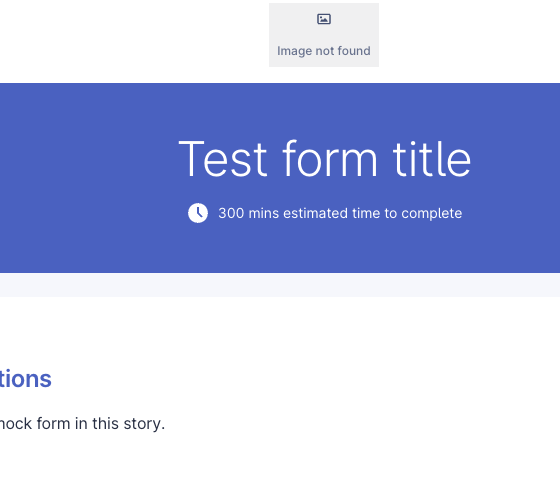 Image not found
Test form title
300 mins estimated time to complete
tions
nock form in this story.